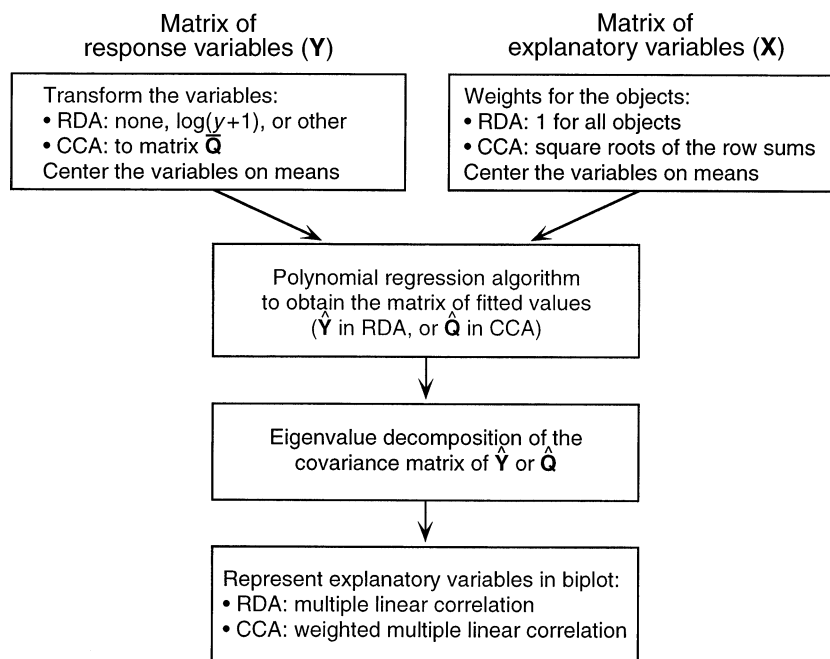 Matrix of
response variables (Y)
Transform the variables:
• RDA: none, log(y+1), or other
• CCA: to matrix Q̅
Center the variables on means
Matrix of
explanatory variables (X)
Weights for the objects:
• RDA: 1 for all objects
• CCA: square roots of the row sums
Center the variables on means
Polynomial regression algorithm
to obtain the matrix of fitted values
(Ŷ in RDA, or Q̂ in CCA)
Eigenvalue decomposition of the
covariance matrix of Ŷ or Q̂
Represent explanatory variables in biplot:
• RDA: multiple linear correlation
• CCA: weighted multiple linear correlation